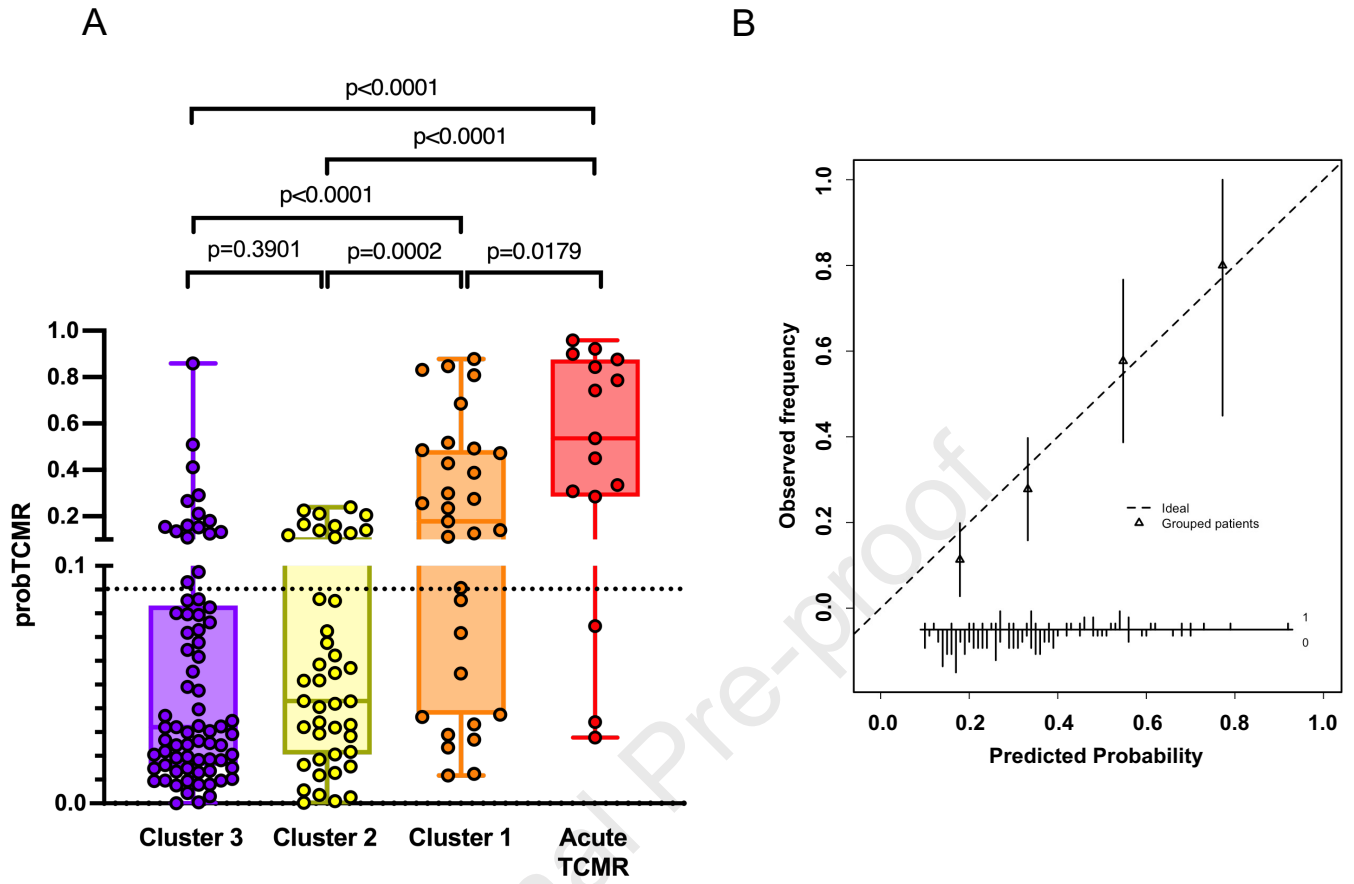 A
B
p<0.0001
p<0.0001
p<0.0001
p=0.3901
p=0.0002
p=0.0179
probTCMR
1.0
0.8
0.6
0.4
0.2
0.1
0.0
Cluster 3
Cluster 2
Cluster 1
Acute
TCMR
Observed frequency
1.0
0.8
0.6
0.4
0.2
0.0
Ideal
Grouped patients
1
0
0.0
0.2
0.4
0.6
0.8
1.0
Predicted Probability
nal Pre-proof